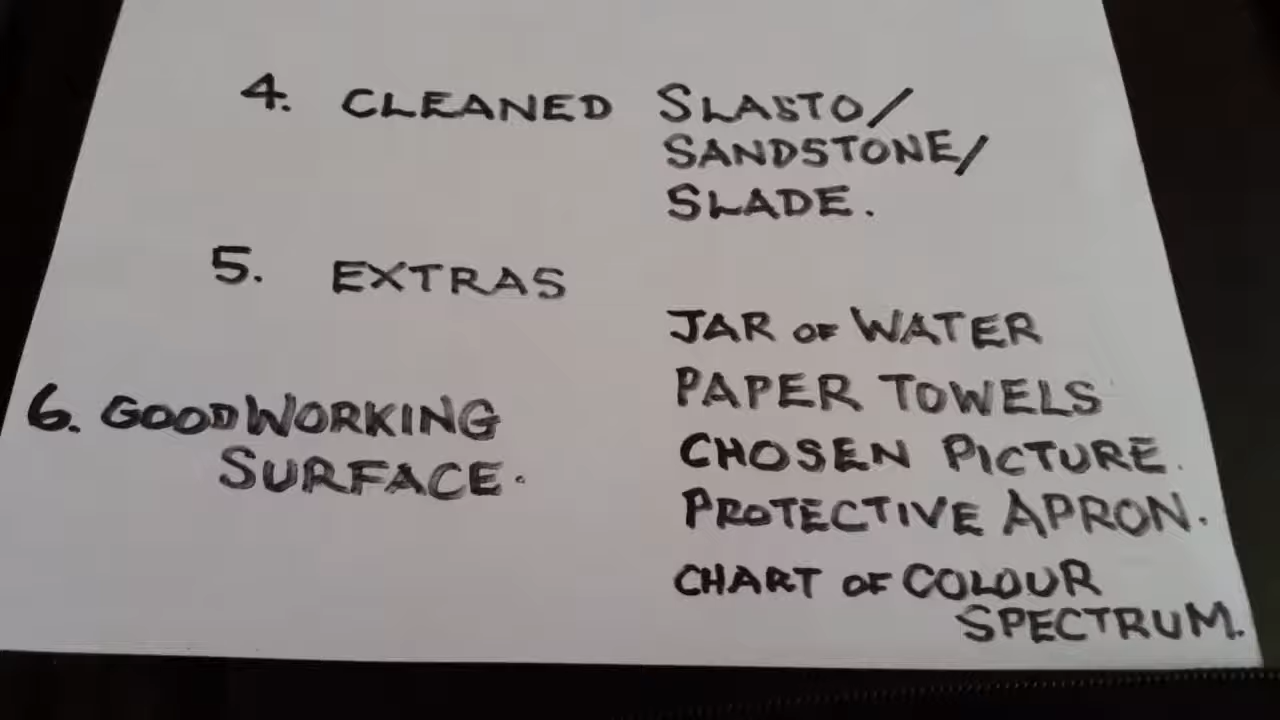 4. CLEANED SLASTO/
SANDSTONE/
SLADE.
5. EXTRAS
JAR OF WATER
PAPER TOWELS
CHOSEN PICTURE.
PROTECTIVE APRON.
CHART OF COLOUR
SPECTRUM.
6. GOOD WORKING
SURFACE.